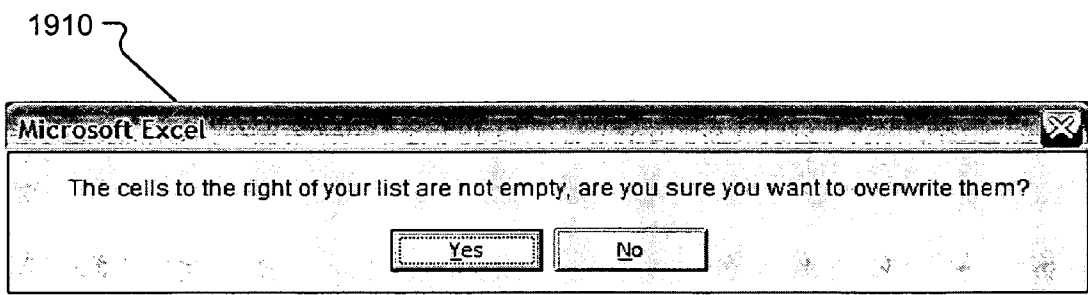 1910
Microsoft Excel
The cells to the right of your list are not empty, are you sure you want to overwrite them?
Yes
No